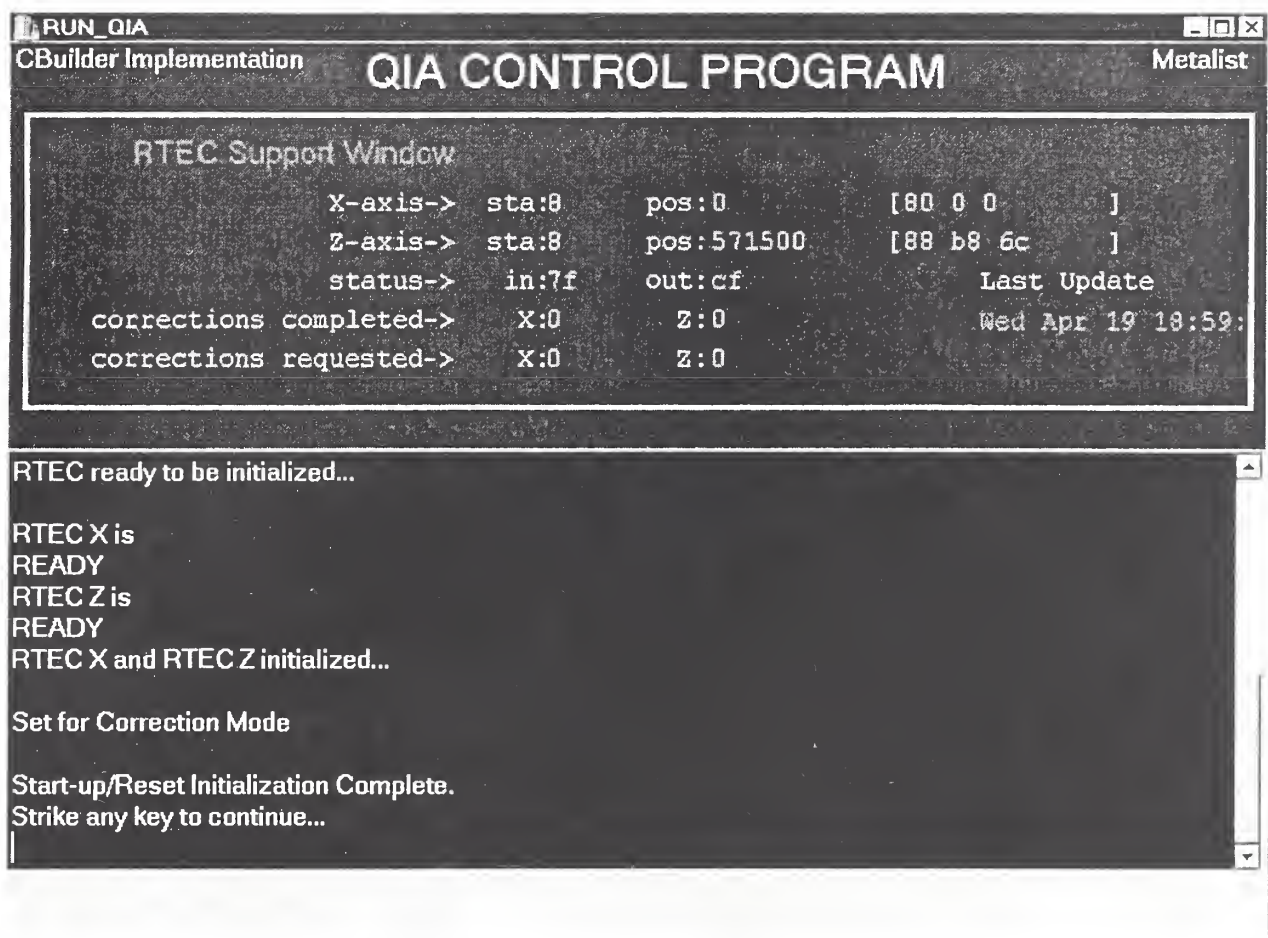 RUN_QIA
CBuilder Implementation
QIA CONTROL PROGRAM
Metalist
RTEC Support Window
X-axis-> sta:8 pos:0 [80 0 0 ]
Z-axis-> sta:8 pos:571500 [88 b8 6c ]
status-> in:7f out:cf Last Update
corrections completed-> X:0 Z:0 Wed Apr 19 18:59:
corrections requested-> X:0 Z:0
RTEC ready to be initialized...
RTEC X is
READY
RTEC Z is
READY
RTEC X and RTEC Z initialized...
Set for Correction Mode
Start-up/Reset Initialization Complete.
Strike any key to continue...